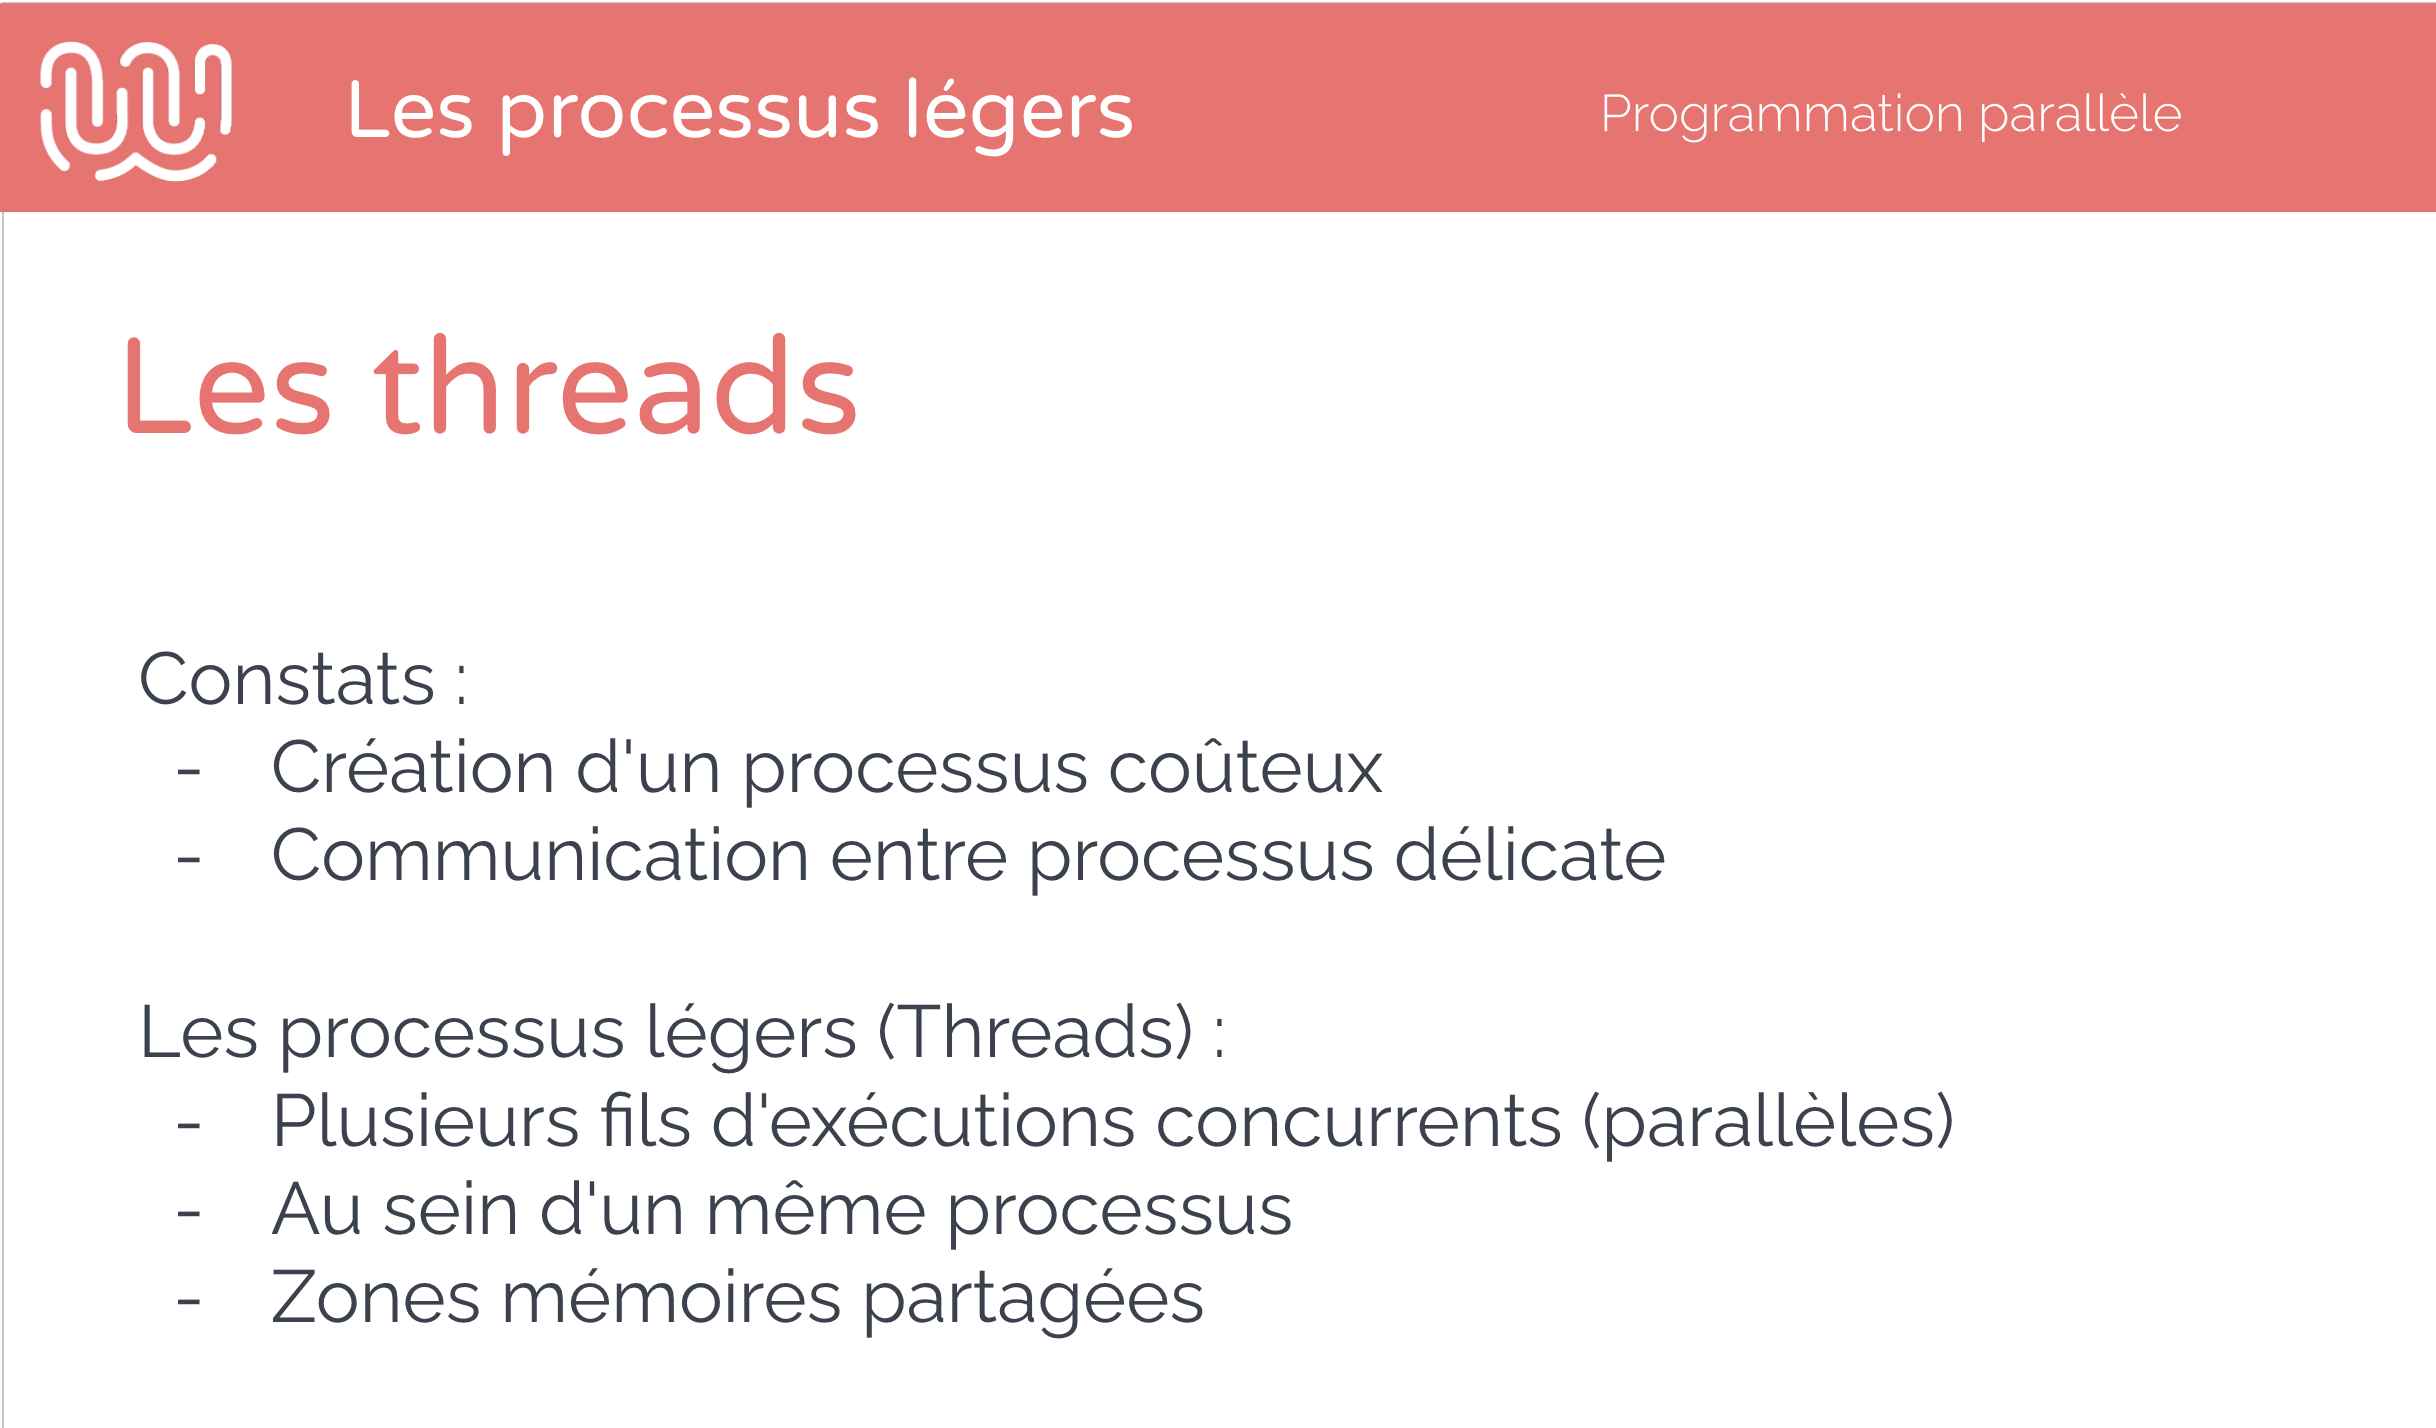 Les processus légers
Programmation parallèle
Les threads
Constats :
- Création d'un processus coûteux
- Communication entre processus délicate
Les processus légers (Threads) :
- Plusieurs fils d'exécutions concurrents (parallèles)
- Au sein d'un même processus
- Zones mémoires partagées